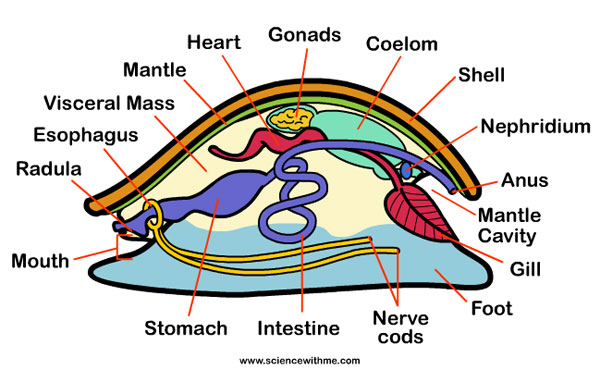 Gonads
Heart
Coelom
Mantle
Shell
Visceral Mass
Esophagus
Nephridium
Radula
Anus
Mantle
Cavity
Mouth
Gill
Foot
Stomach
Intestine
Nerve
cods
www.sciencewithme.com